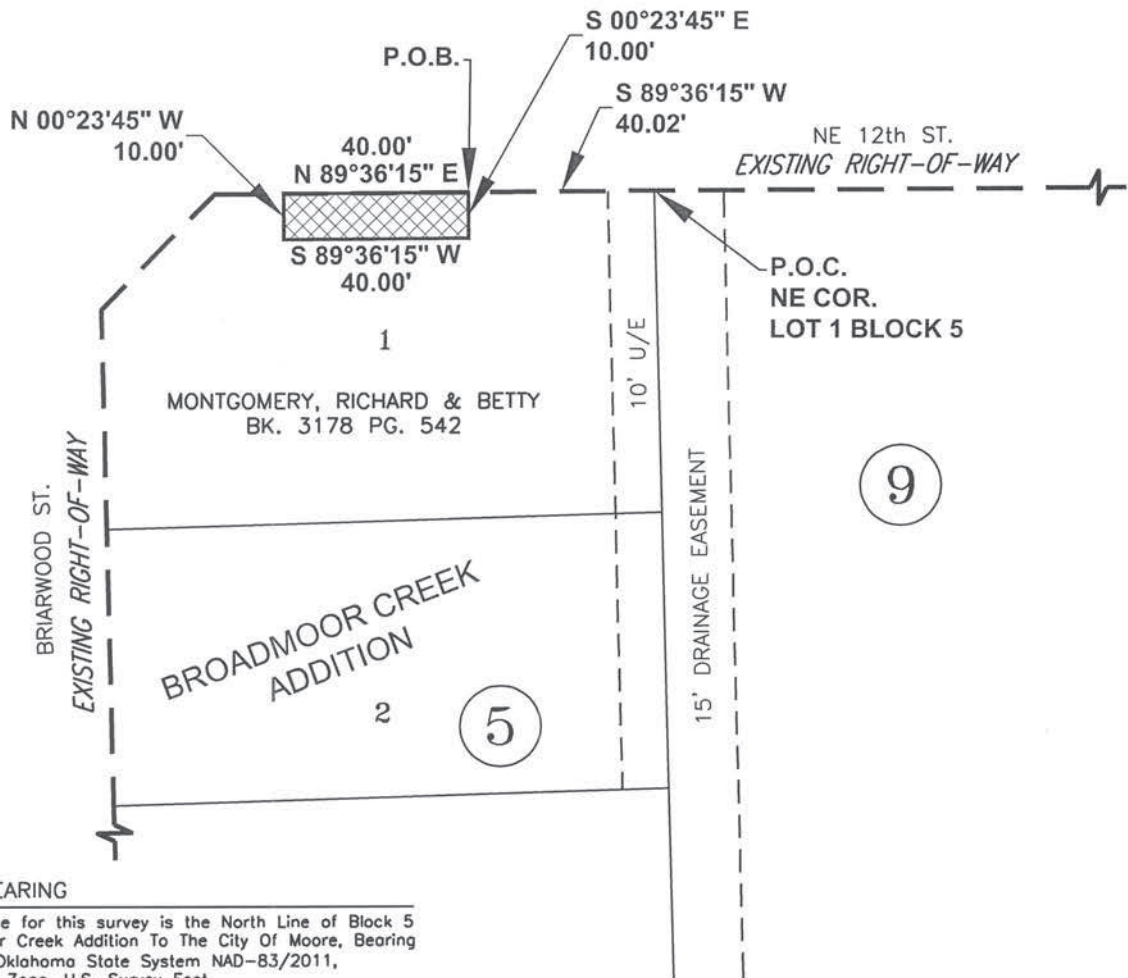 S 00°23'45" E
10.00'
P.O.B.
S 89°36'15" W
40.02'
N 00°23'45" W
10.00'
40.00'
N 89°36'15" E
NE 12th ST.
EXISTING RIGHT-OF-WAY
S 89°36'15" W
40.00'
P.O.C.
NE COR.
LOT 1 BLOCK 5
1
10' U/E
MONTGOMERY, RICHARD & BETTY
BK. 3178 PG. 542
BRIARWOOD ST.
EXISTING RIGHT-OF-WAY
15' DRAINAGE EASEMENT
9
BROADMOOR CREEK
ADDITION
2
5
EARING
e for this survey is the North Line of Block 5
r Creek Addition To The City Of Moore, Bearing
Oklahoma State System NAD-83/2011,
Zone, U.S. Survey Feet